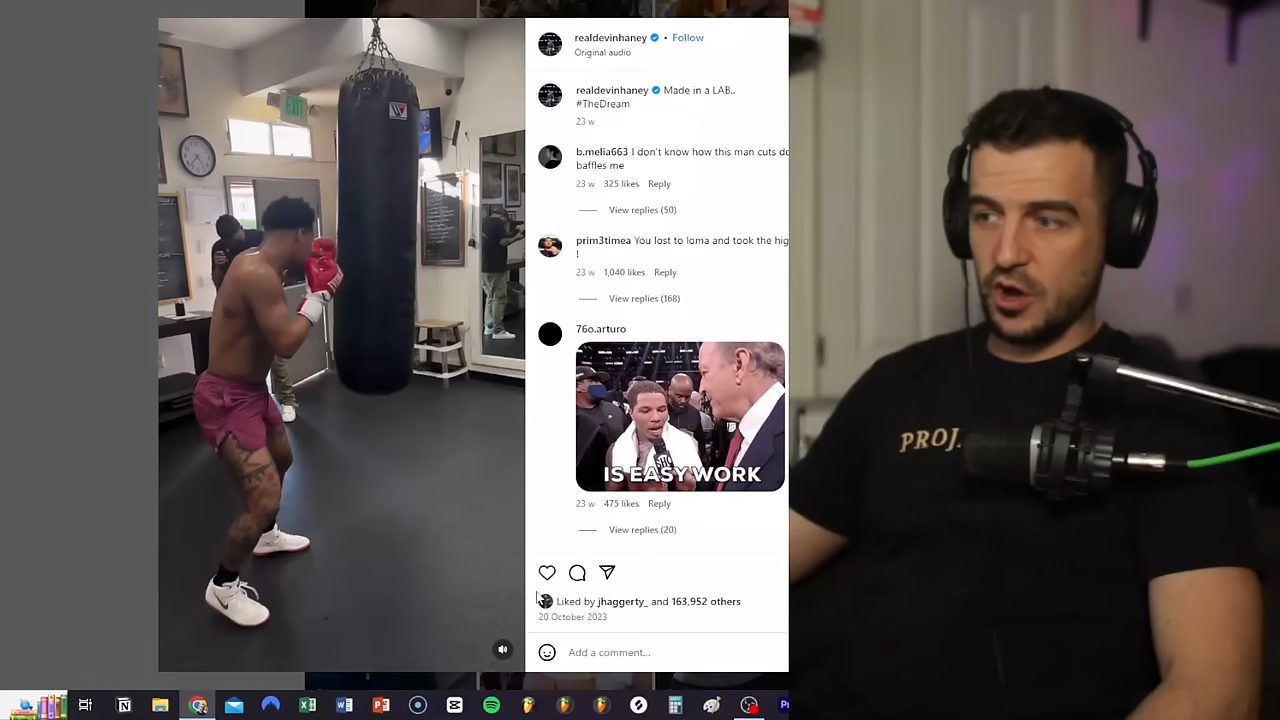 realdevinhaney • Follow
Original audio
realdevinhaney Made in a LAB..
#TheDream
23 w
b.melia663 I don't know how this man cuts do
baffles me
23 w 325 likes Reply
View replies (50)
prim3timea You lost to loma and took the hig
!
23 w 1,040 likes Reply
View replies (168)
76o.arturo
IS EASY WORK
23 w 475 likes Reply
View replies (20)
Liked by jhaggerty_ and 163,952 others
20 October 2023
Add a comment...
EXIT
PROJ